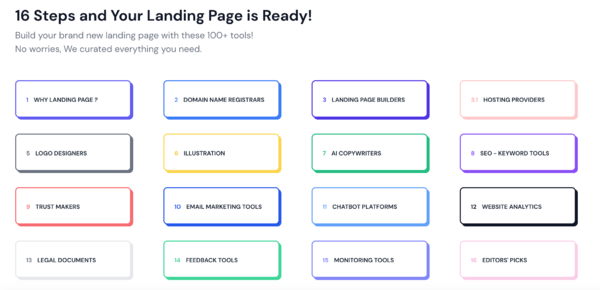 16 Steps and Your Landing Page is Ready!
Build your brand new landing page with these 100+ tools!
No worries, We curated everything you need.
1 WHY LANDING PAGE ?
2 DOMAIN NAME REGISTRARS
3 LANDING PAGE BUILDERS
3.1 HOSTING PROVIDERS
5 LOGO DESIGNERS
6 ILLUSTRATION
7 AI COPYWRITERS
8 SEO - KEYWORD TOOLS
9 TRUST MAKERS
10 EMAIL MARKETING TOOLS
11 CHATBOT PLATFORMS
12 WEBSITE ANALYTICS
13 LEGAL DOCUMENTS
14 FEEDBACK TOOLS
15 MONITORING TOOLS
16 EDITORS' PICKS